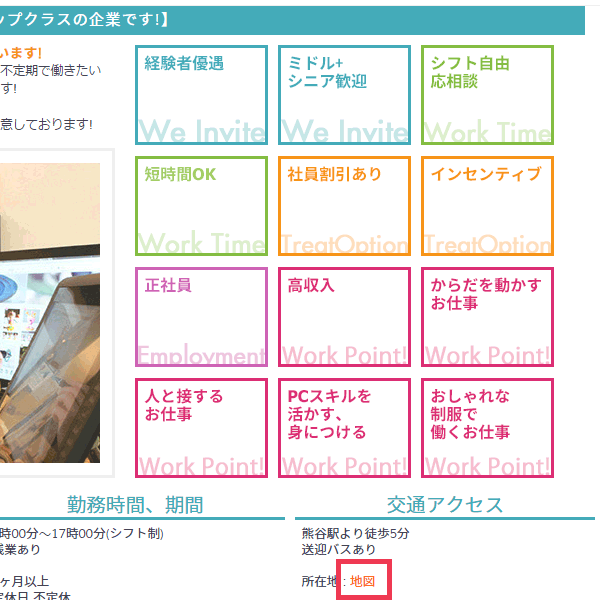 ップクラスの企業です!】
います!
不定期で働きたい
す!
意しております!
経験者優遇
We Invite
ミドル+
シニア歓迎
We Invite
シフト自由
応相談
Work Time
短時間OK
Work Time
社員割引あり
TreatOption
インセンティブ
TreatOption
正社員
Employment
高収入
Work Point!
からだを動かす
お仕事
Work Point!
人と接する
お仕事
Work Point!
PCスキルを
活かす、
身につける
Work Point!
おしゃれな
制服で
働くお仕事
Work Point!
勤務時間、期間
時00分～17時00分(シフト制)
残業あり
ヶ月以上
定休日 不定休
交通アクセス
熊谷駅より徒歩5分
送迎バスあり
所在地 : 地図